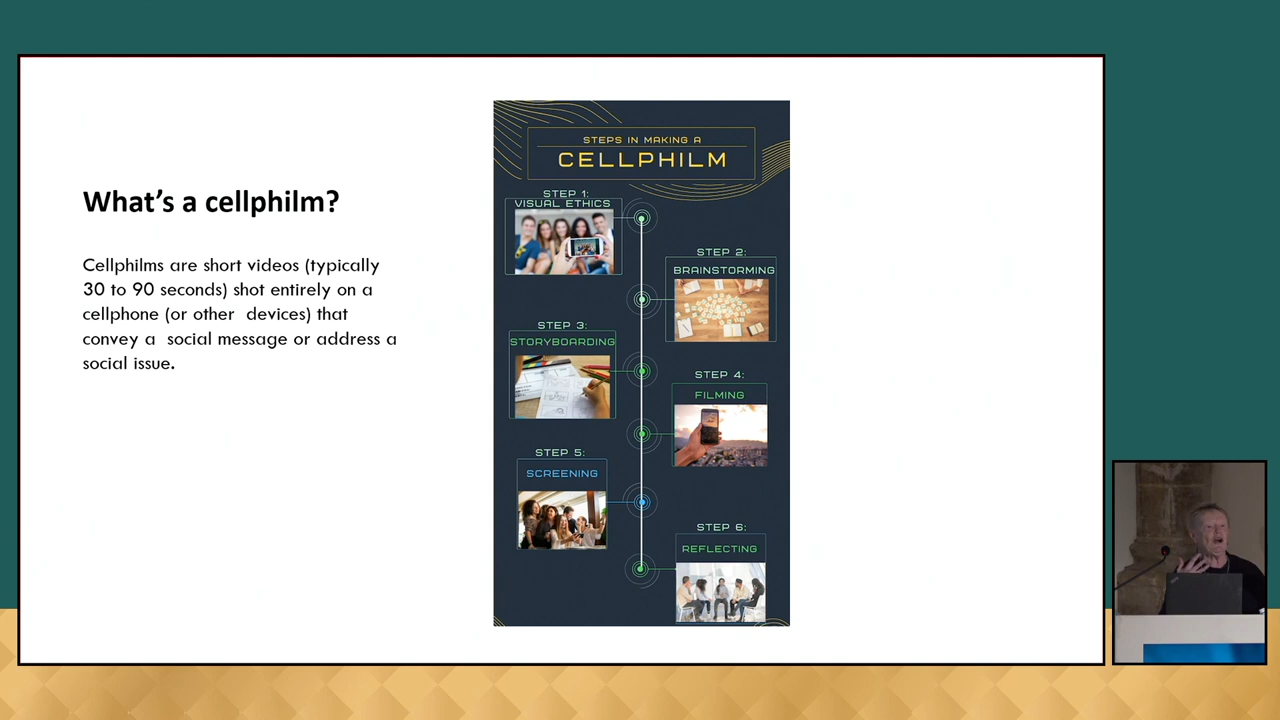 What's a cellphilm?
Cellphilms are short videos (typically
30 to 90 seconds) shot entirely on a
cellphone (or other devices) that
convey a social message or address a
social issue.
STEPS IN MAKING A
CELLPHILM
STEP 1:
VISUAL ETHICS
STEP 2:
BRAINSTORMING
STEP 3:
STORYBOARDING
STEP 4:
FILMING
STEP 5:
SCREENING
STEP 6:
REFLECTING